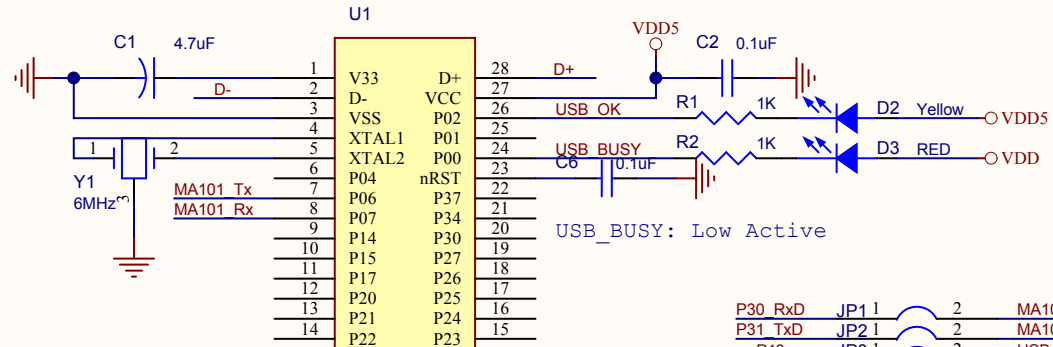 U1
VDD5
C1 4.7uF C2 0.1uF
1 V33 D+ 28 D+
D- 2 D- VCC 27
3 VSS P02 26 USB_OK R1 1K D2 Yellow VDD5
4 XTAL1 P01 25
1 2 5 XTAL2 P00 24 USB_BUSY R2 1K D3 RED VDD
6 P04 nRST 23 C6 0.1uF
Y1
6MHz 3
MA101_Tx 7 P06 P37 22
MA101_Rx 8 P07 P34 21
9 P14 P30 20
USB_BUSY: Low Active
10 P15 P27 19
11 P17 P26 18
12 P20 P25 17
13 P21 P24 16
14 P22 P23 15
P30_RxD JP1 1 2 MA10
P31_TxD JP2 1 2 MA10